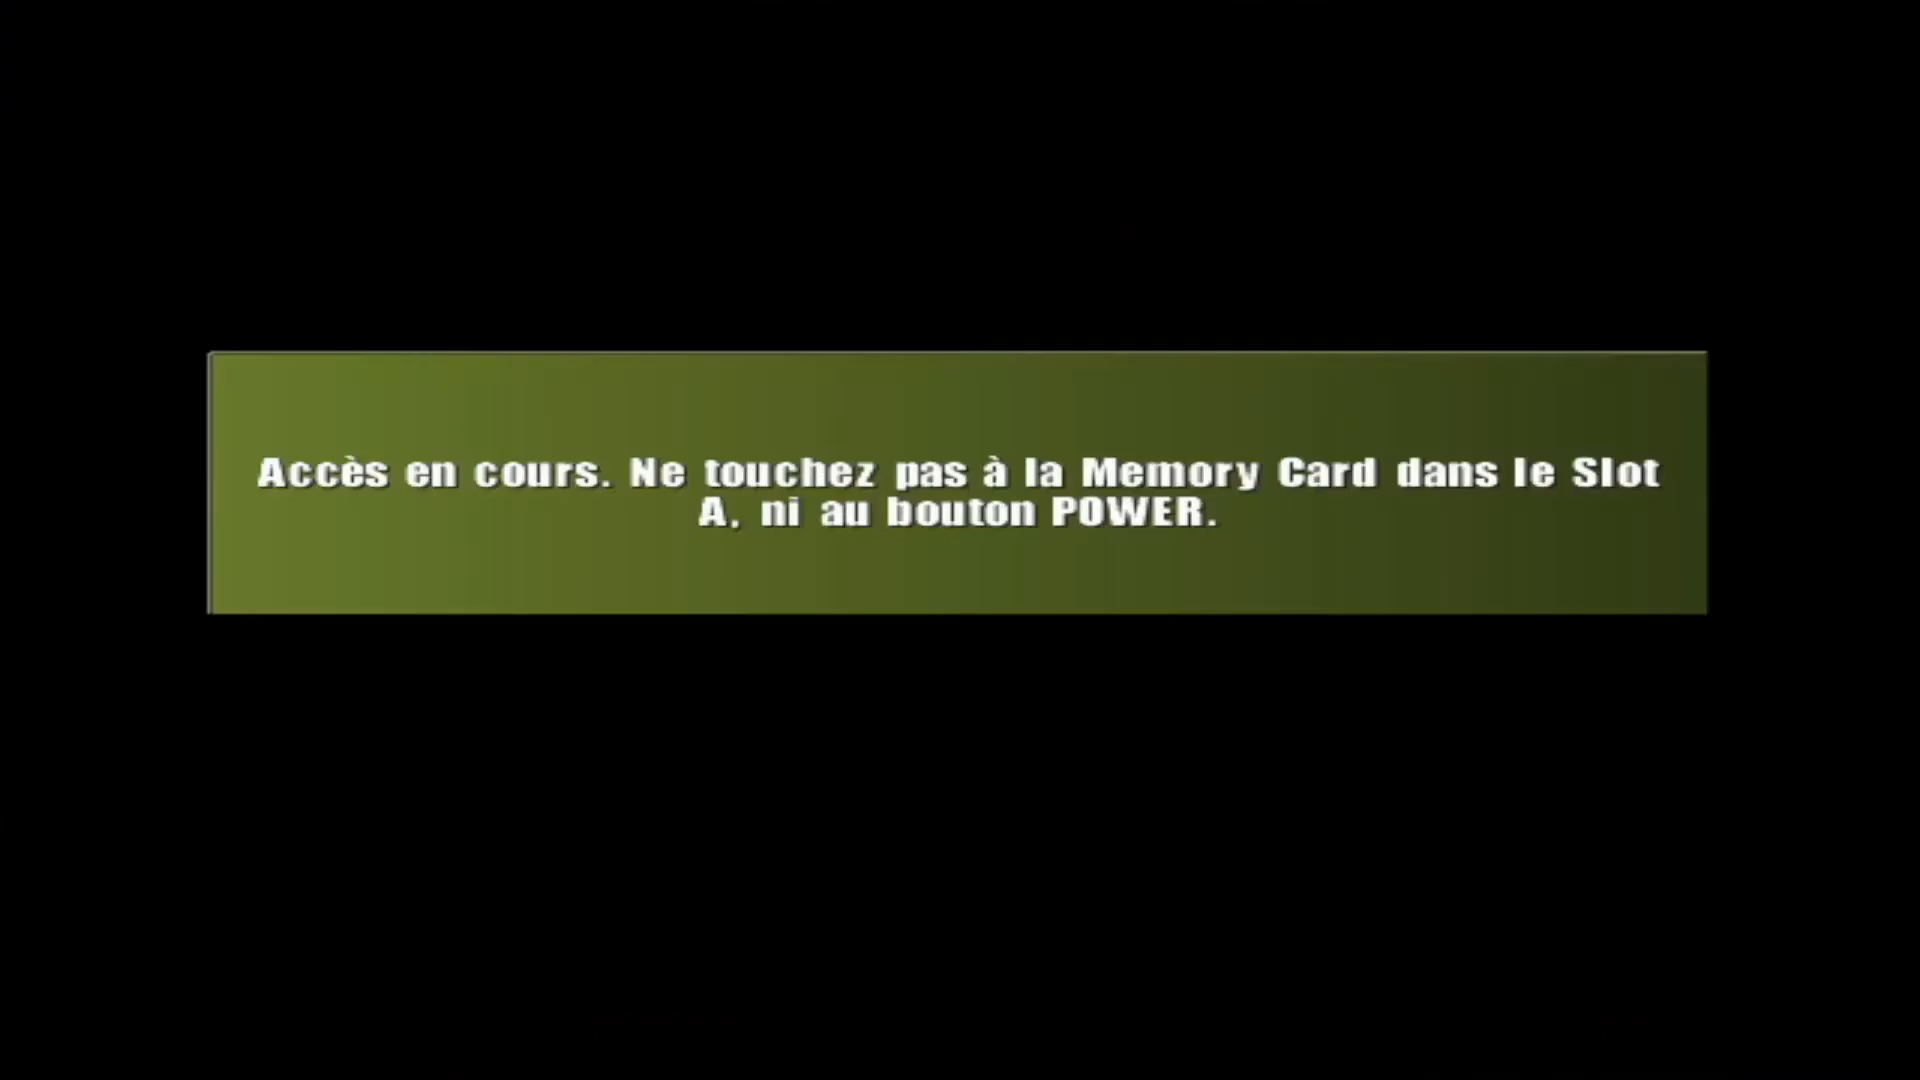 Accès en cours. Ne touchez pas à la Memory Card dans le Slot
A, ni au bouton POWER.